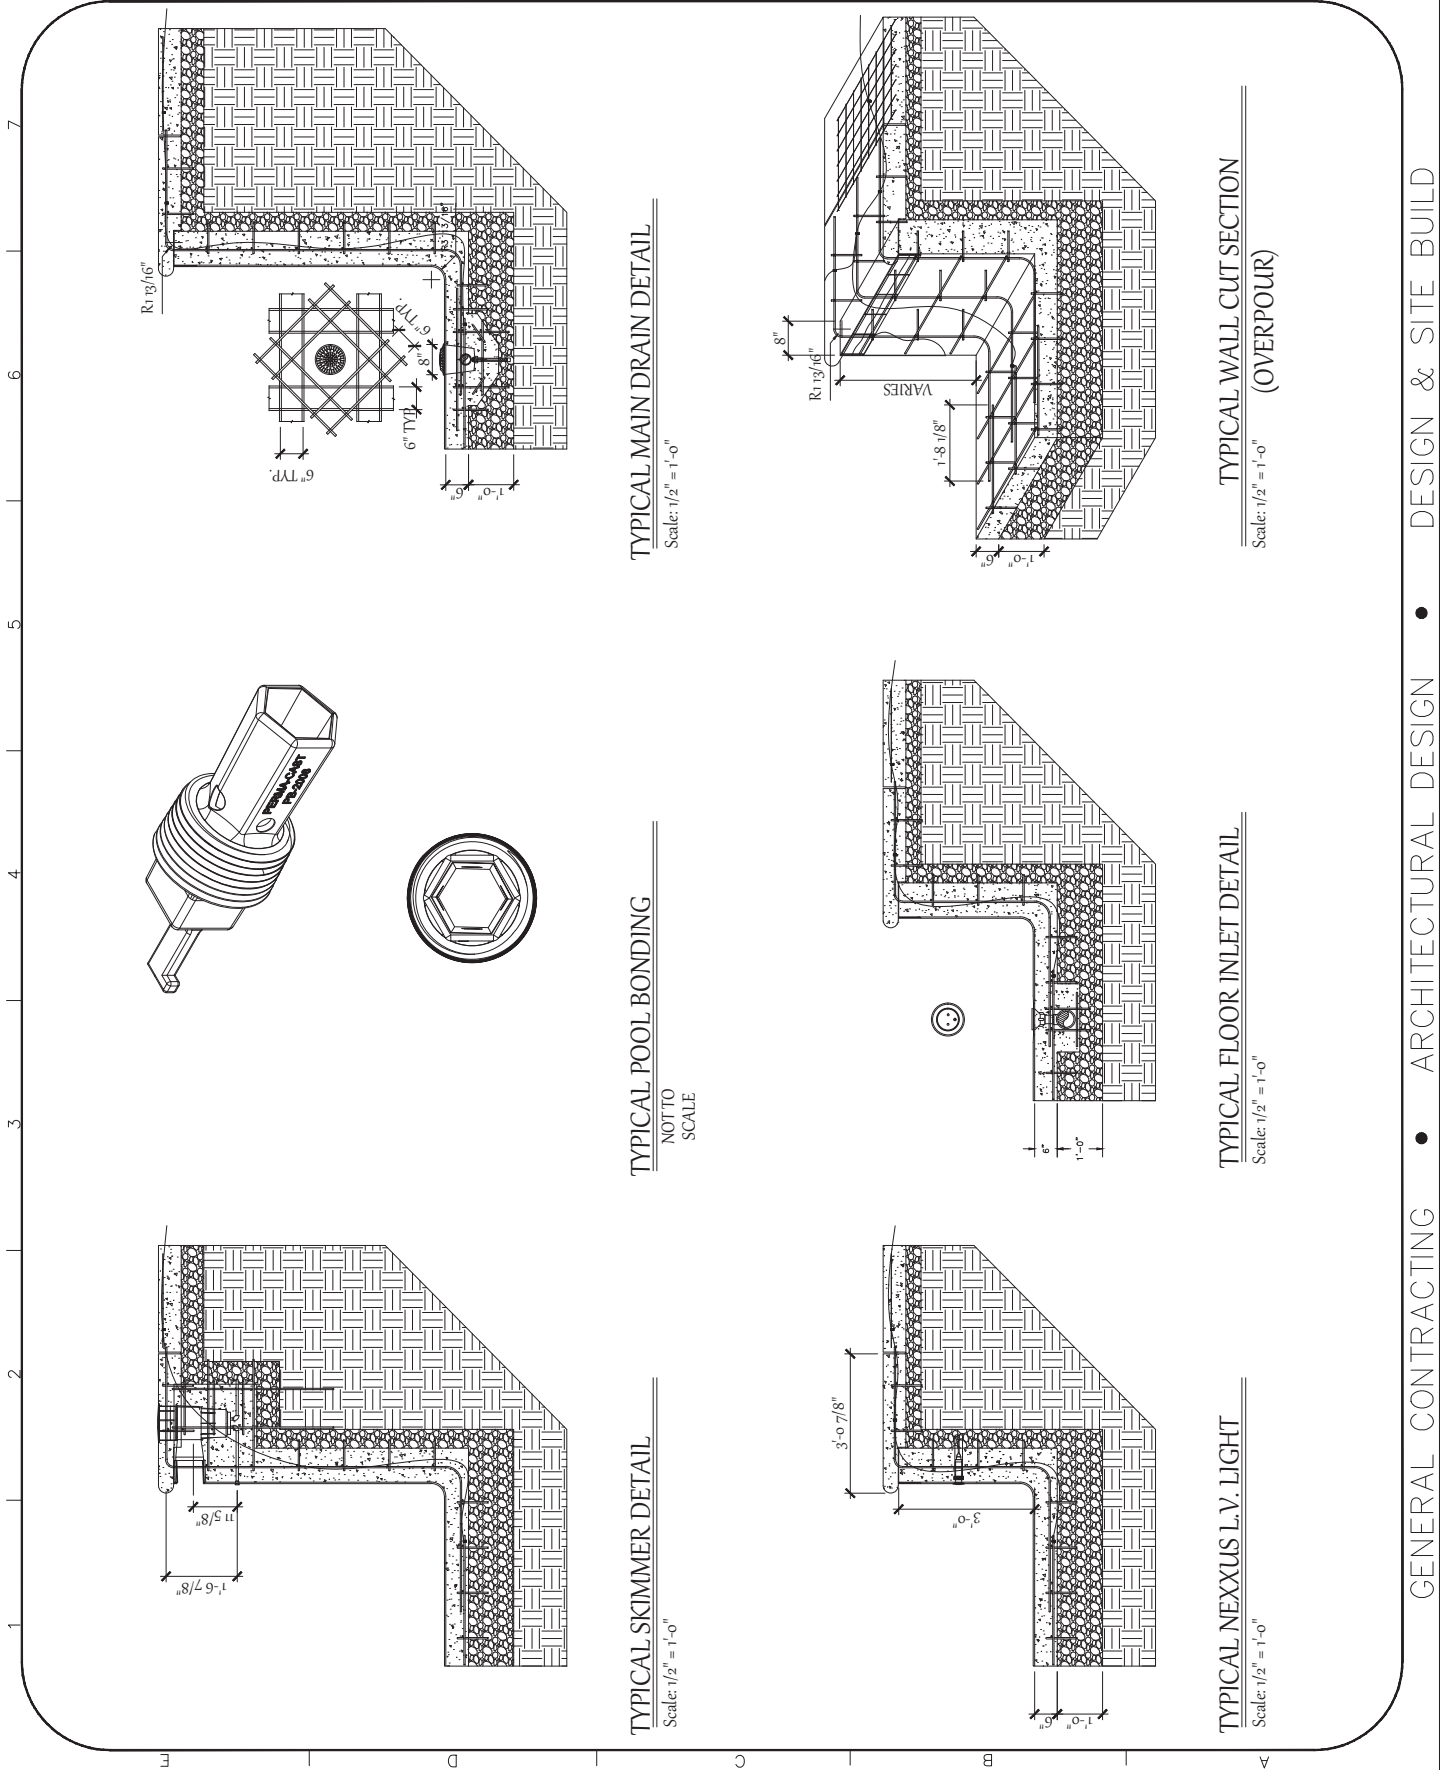 E
D
C
B
A
1
2
3
4
5
6
7
1'-6 7/8"
11 5/8"
TYPICAL SKIMMER DETAIL
Scale: 1/2" = 1'-0"
PERMA-CAST
PB-2008
TYPICAL POOL BONDING
NOT TO
SCALE
R1 13/16"
6" TYP.
6" TYP.
8"
6" TYP.
3 3/8"
6"
1'-0"
TYPICAL MAIN DRAIN DETAIL
Scale: 1/2" = 1'-0"
3'-0 7/8"
3'-0"
6"
1'-0"
TYPICAL NEXXUS L.V. LIGHT
Scale: 1/2" = 1'-0"
6"
1'-0"
TYPICAL FLOOR INLET DETAIL
Scale: 1/2" = 1'-0"
8"
R1 13/16"
VARIES
1'-8 1/8"
6"
1'-0"
TYPICAL WALL CUT SECTION
(OVERPOUR)
Scale: 1/2" = 1'-0"
GENERAL CONTRACTING • ARCHITECTURAL DESIGN • DESIGN & SITE BUILD